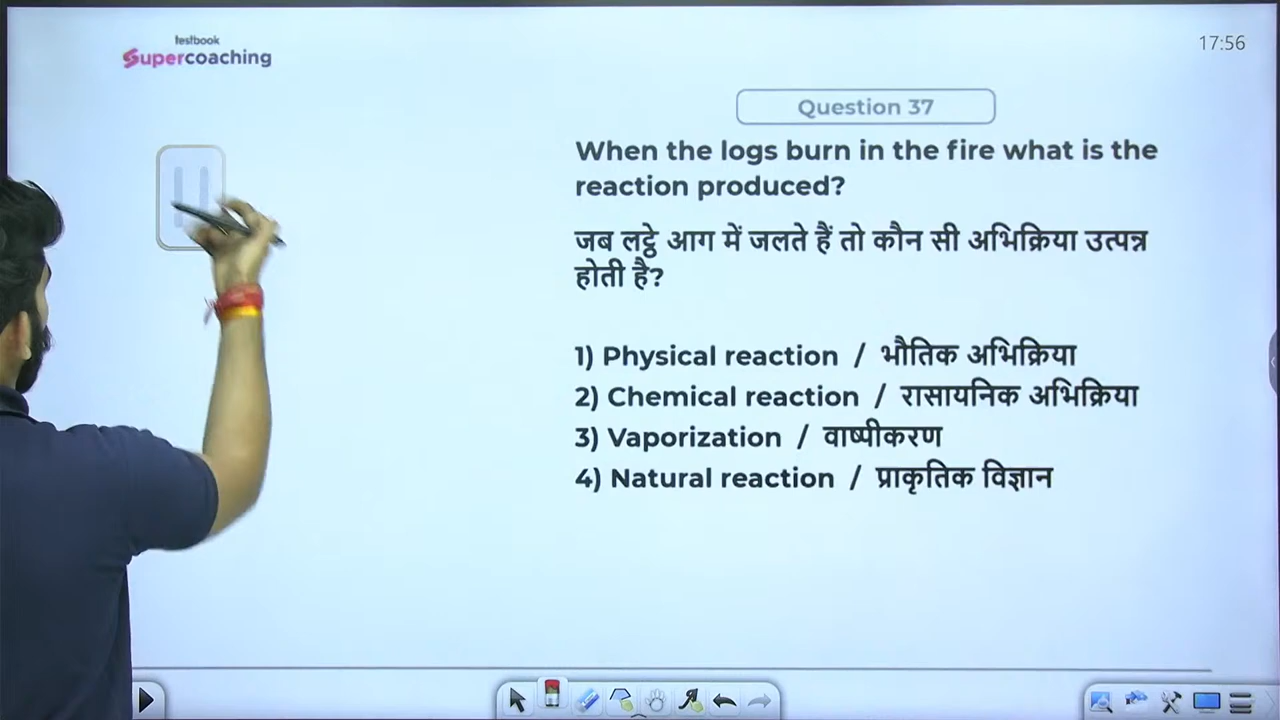 testbook
Supercoaching
17:56
Question 37
When the logs burn in the fire what is the
reaction produced?
जब लट्ठे आग में जलते हैं तो कौन सी अभिक्रिया उत्पन्न
होती है?
1) Physical reaction / भौतिक अभिक्रिया
2) Chemical reaction / रासायनिक अभिक्रिया
3) Vaporization / वाष्पीकरण
4) Natural reaction / प्राकृतिक विज्ञान